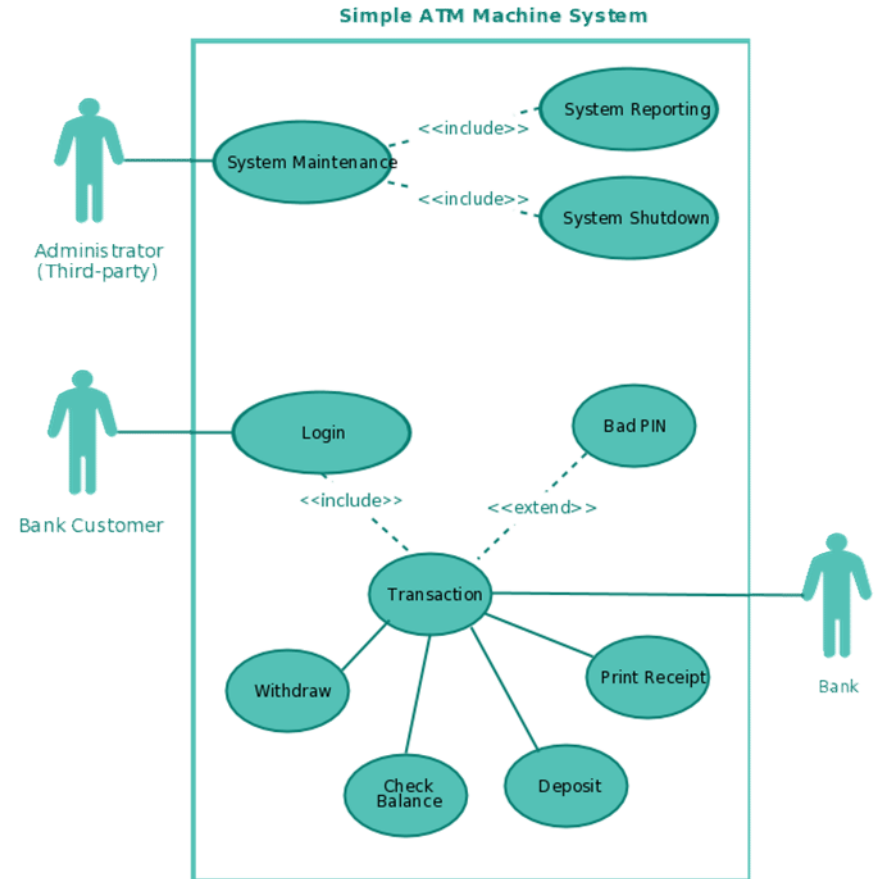 Simple ATM Machine System
System Reporting
<<include>>
System Maintenance
<<include>>
System Shutdown
Administrator
(Third-party)
Bad PIN
Login
<<include>>
<<extend>>
Bank Customer
Transaction
Print Receipt
Bank
Withdraw
Check
Balance
Deposit